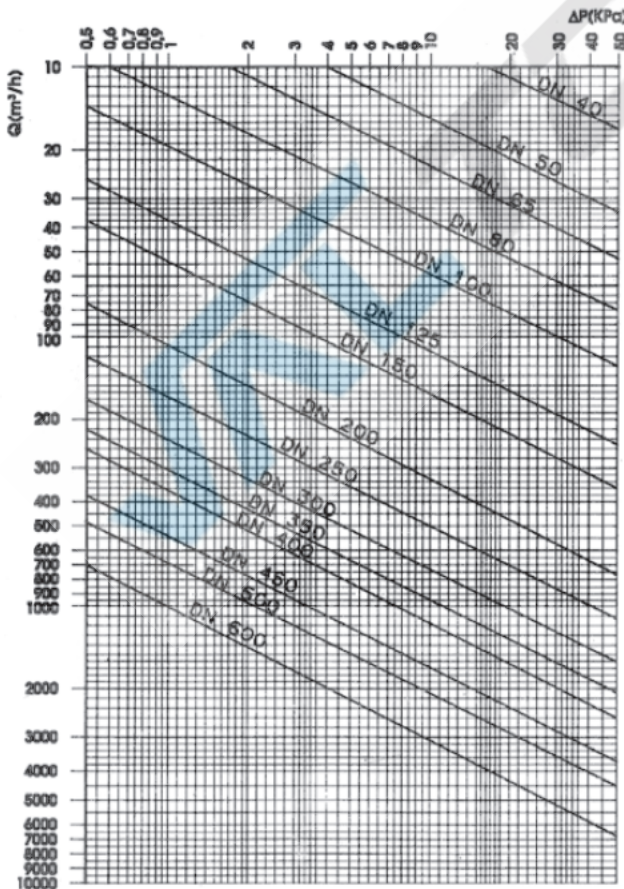 ΔP(KPa)
0,5 0,6 0,7 0,8 0,9 1 2 3 4 5 6 7 8 9 10 20 30 40 50
Q(m³/h)
10
20
30
40
50
60
70
80
90
100
200
300
400
500
600
700
800
900
1000
2000
3000
4000
5000
6000
7000
8000
9000
10000
DN 40
DN 50
DN 65
DN 80
DN 100
DN 125
DN 150
DN 200
DN 250
DN 300
DN 350
DN 400
DN 450
DN 500
DN 600